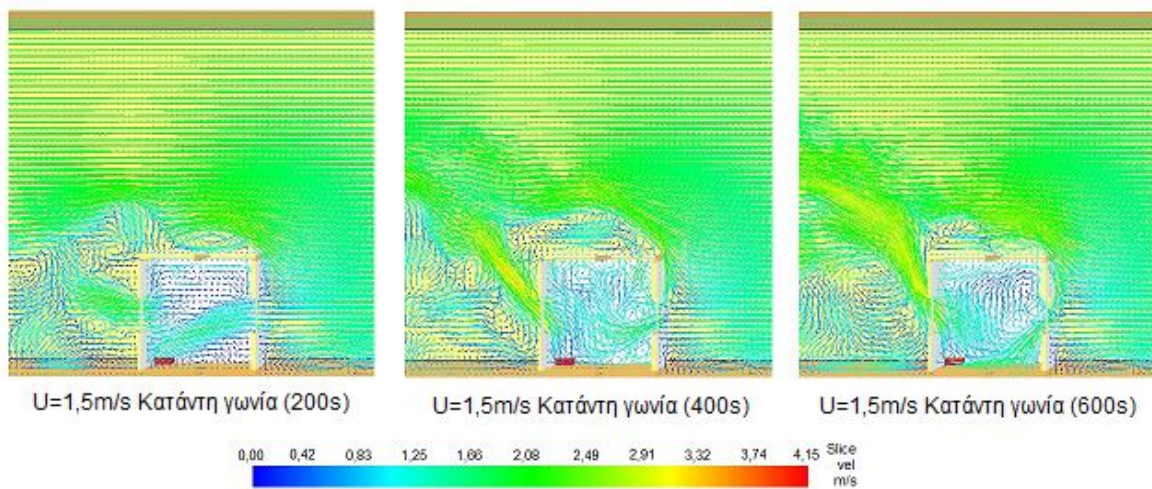 U=1,5m/s Κατάντη γωνία (200s)
U=1,5m/s Κατάντη γωνία (400s)
U=1,5m/s Κατάντη γωνία (600s)
0,00 0,42 0,83 1,25 1,66 2,08 2,49 2,91 3,32 3,74 4,15 Slice
vel
m/s